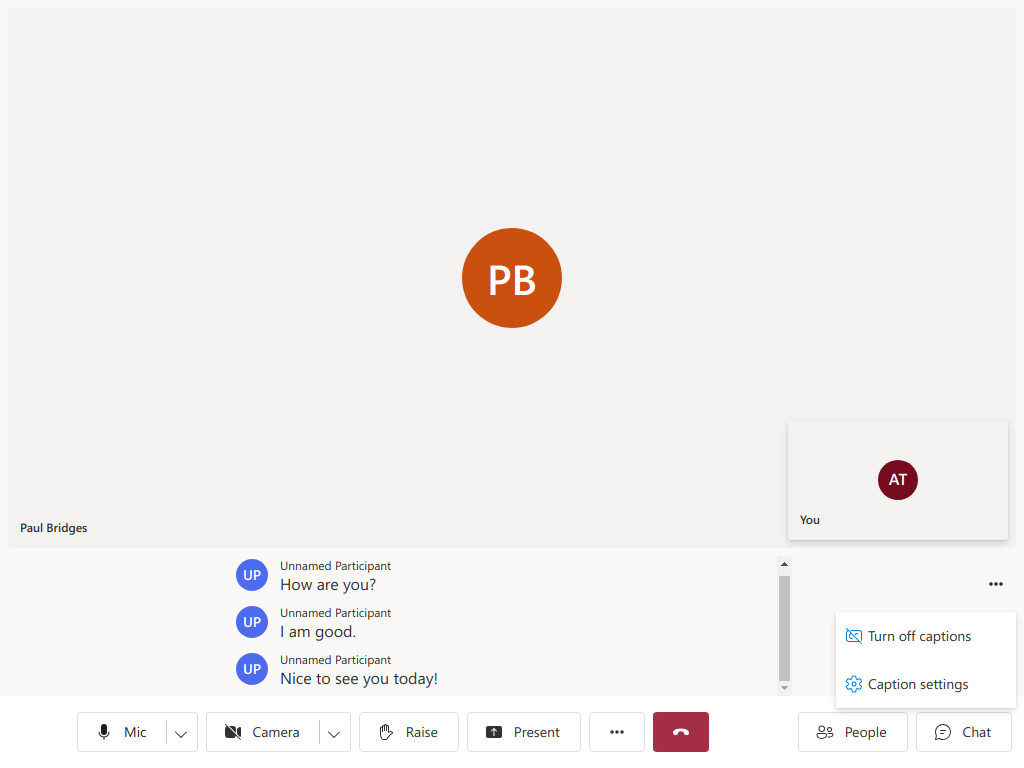 PB
AT
You
Paul Bridges
UP
Unnamed Participant
How are you?
UP
Unnamed Participant
I am good.
UP
Unnamed Participant
Nice to see you today!
Turn off captions
Caption settings
Mic
Camera
Raise
Present
People
Chat